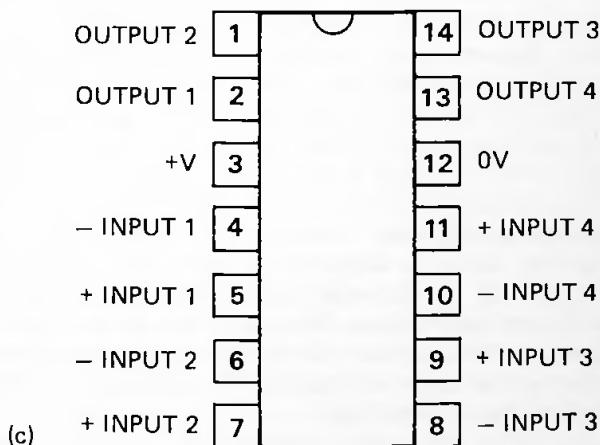 OUTPUT 2 1 14 OUTPUT 3
OUTPUT 1 2 13 OUTPUT 4
+V 3 12 0V
– INPUT 1 4 11 + INPUT 4
+ INPUT 1 5 10 – INPUT 4
– INPUT 2 6 9 + INPUT 3
(c) + INPUT 2 7 8 – INPUT 3